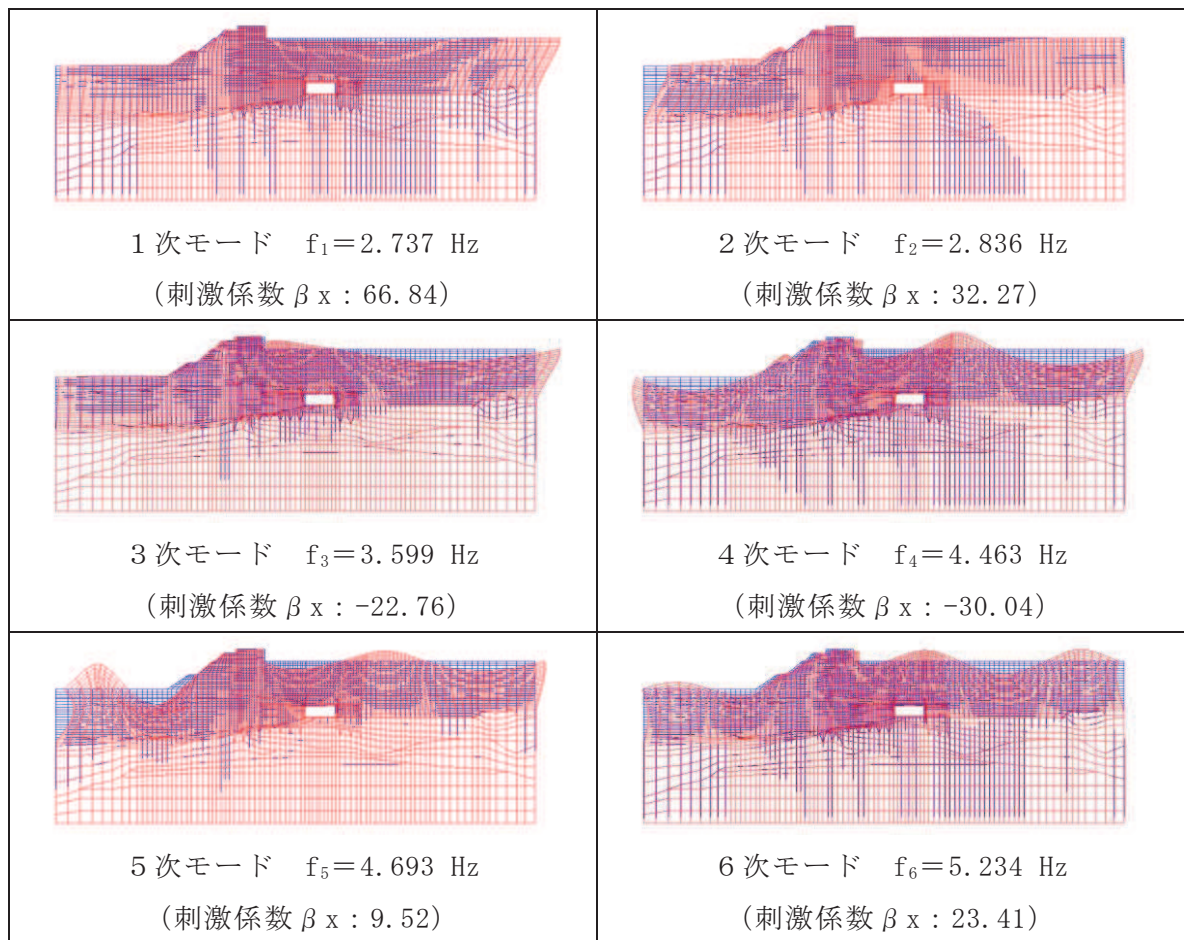 １次モード　f₁＝2.737 Hz
(刺激係数βx：66.84)
２次モード　f₂＝2.836 Hz
(刺激係数βx：32.27)
３次モード　f₃＝3.599 Hz
(刺激係数βx：-22.76)
４次モード　f₄＝4.463 Hz
(刺激係数βx：-30.04)
５次モード　f₅＝4.693 Hz
(刺激係数βx：9.52)
６次モード　f₆＝5.234 Hz
(刺激係数βx：23.41)